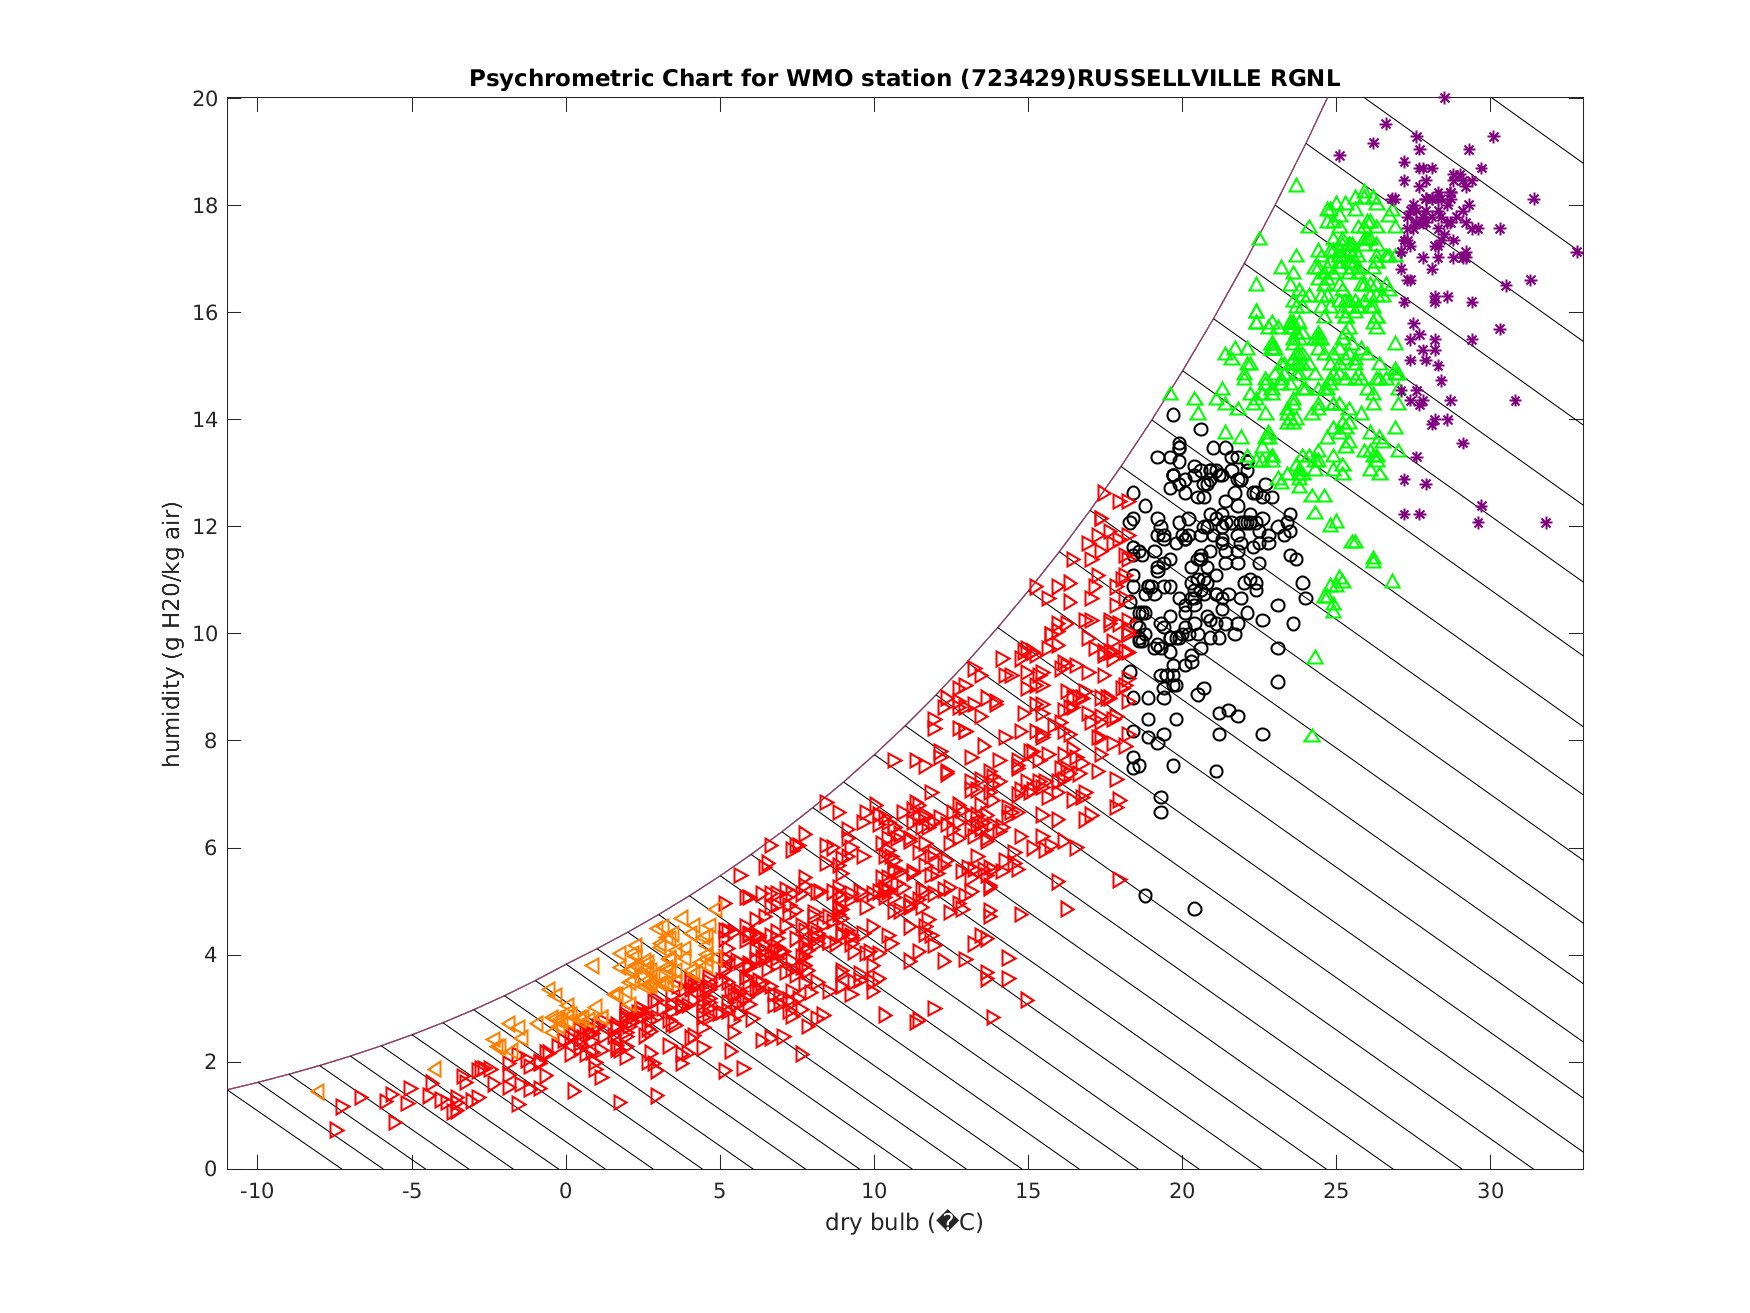 Psychrometric Chart for WMO station (723429)RUSSELLVILLE RGNL
20
18
16
14
12
10
8
6
4
2
0
humidity (g H20/kg air)
-10 -5 0 5 10 15 20 25 30
dry bulb (�C)